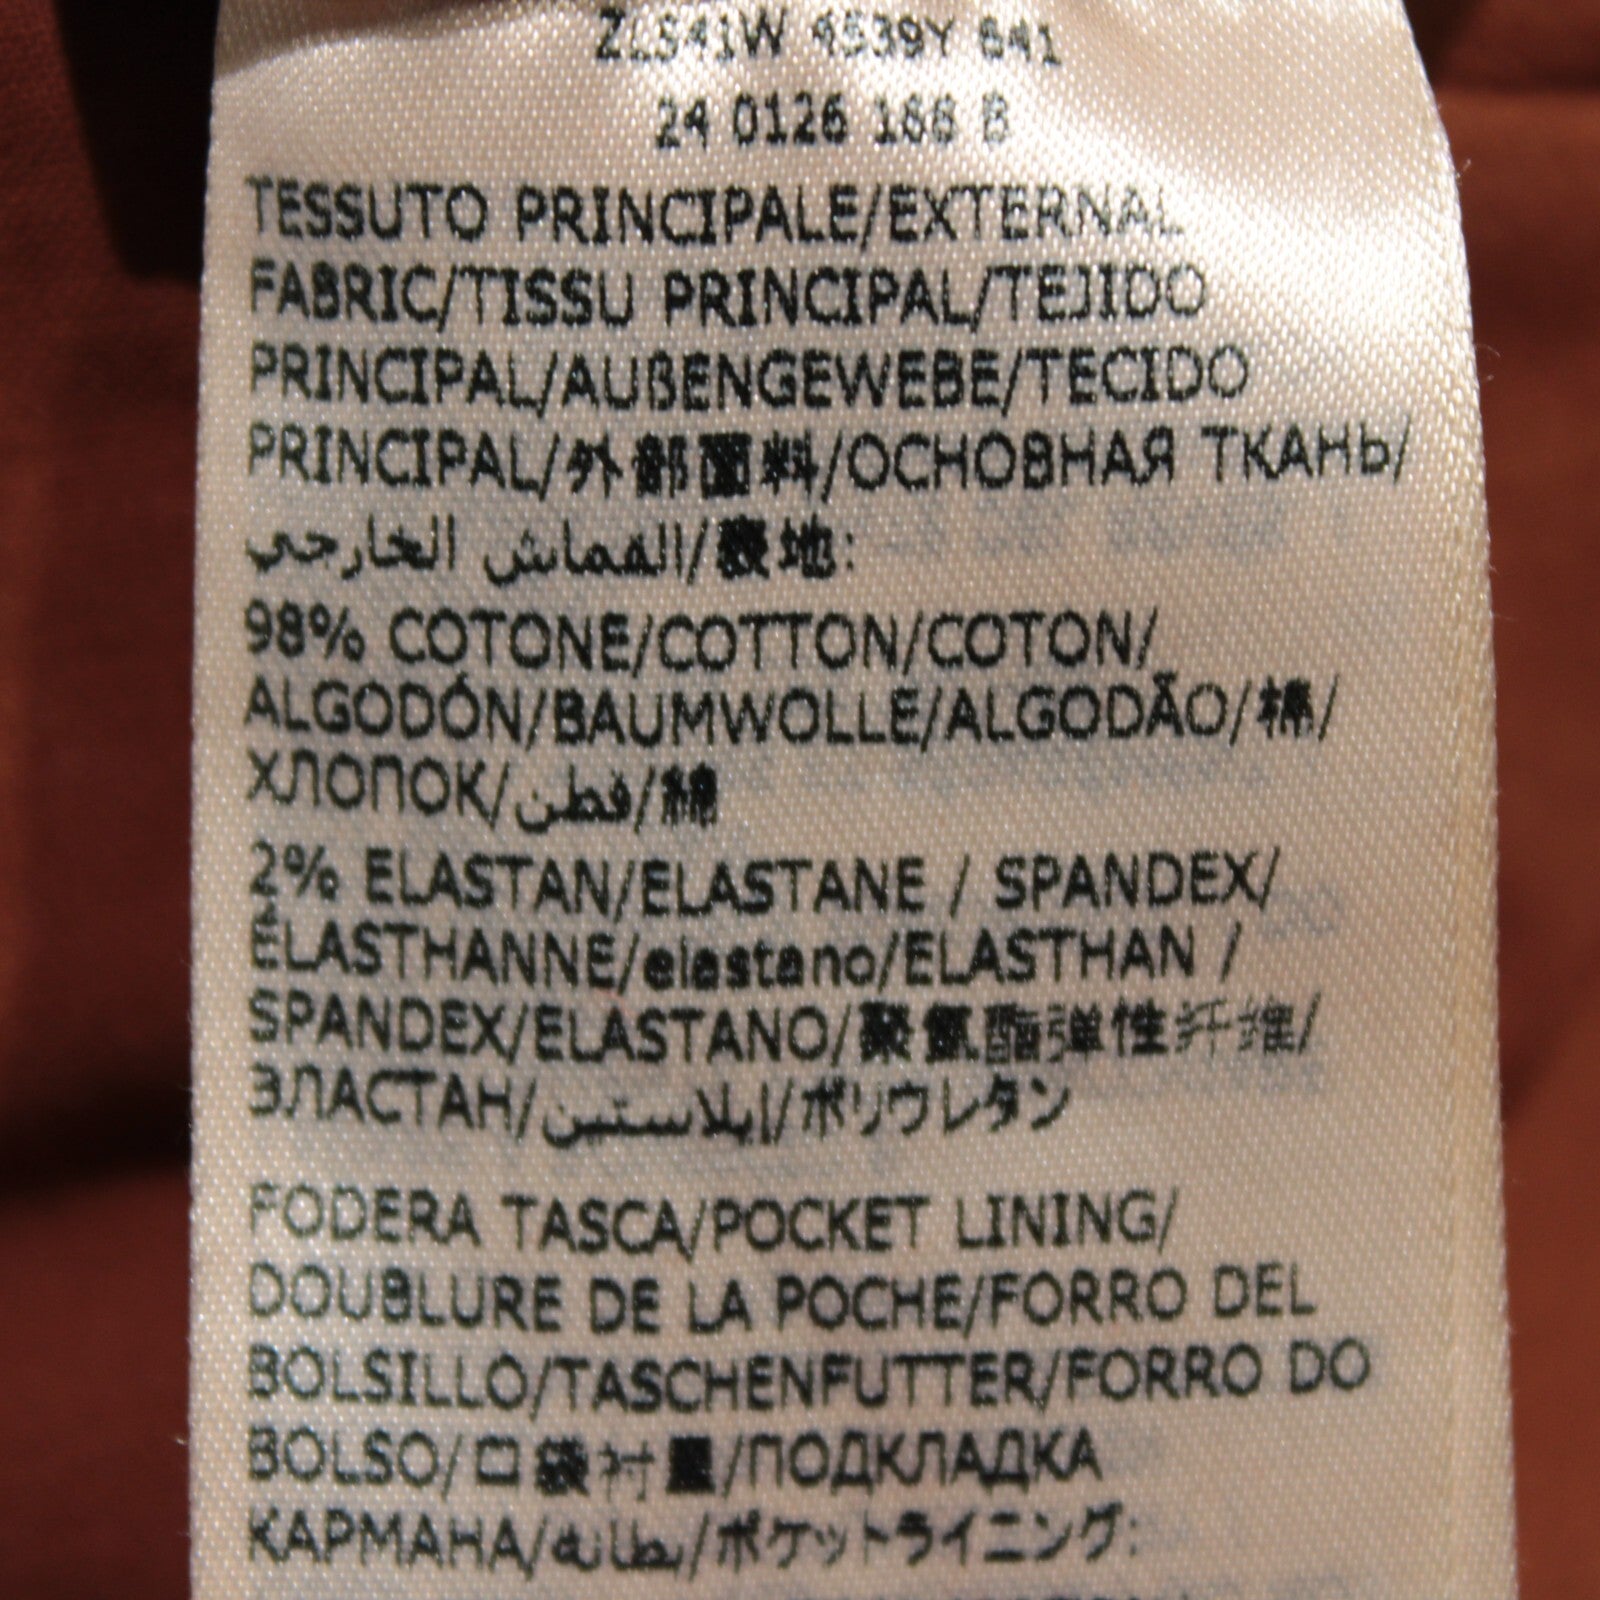 ZLS41W 4539Y 641
24 0126 166 B
TESSUTO PRINCIPALE/EXTERNAL
FABRIC/TISSU PRINCIPAL/TEJIDO
PRINCIPAL/AUßENGEWEBE/TECIDO
PRINCIPAL/外部面料/ОСНОВНАЯ ТКАНЬ/
القماش الخارجي/表地:
98% COTONE/COTTON/COTON/
ALGODÓN/BAUMWOLLE/ALGODÃO/棉/
ХЛОПОК/قطن/綿
2% ELASTAN/ELASTANE / SPANDEX/
ÉLASTHANNE/elastano/ELASTHAN /
SPANDEX/ELASTANO/聚氨酯弹性纤维/
ЭЛАСТАН/إيلاستين/ポリウレタン
FODERA TASCA/POCKET LINING/
DOUBLURE DE LA POCHE/FORRO DEL
BOLSILLO/TASCHENFUTTER/FORRO DO
BOLSO/口袋衬里/ПОДКЛАДКА
КАРМАНА/بطانة/ポケットライニング: